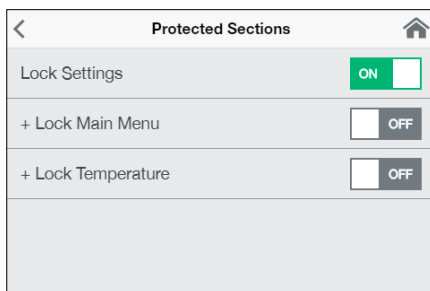 Protected Sections
Lock Settings ON
+ Lock Main Menu OFF
+ Lock Temperature OFF